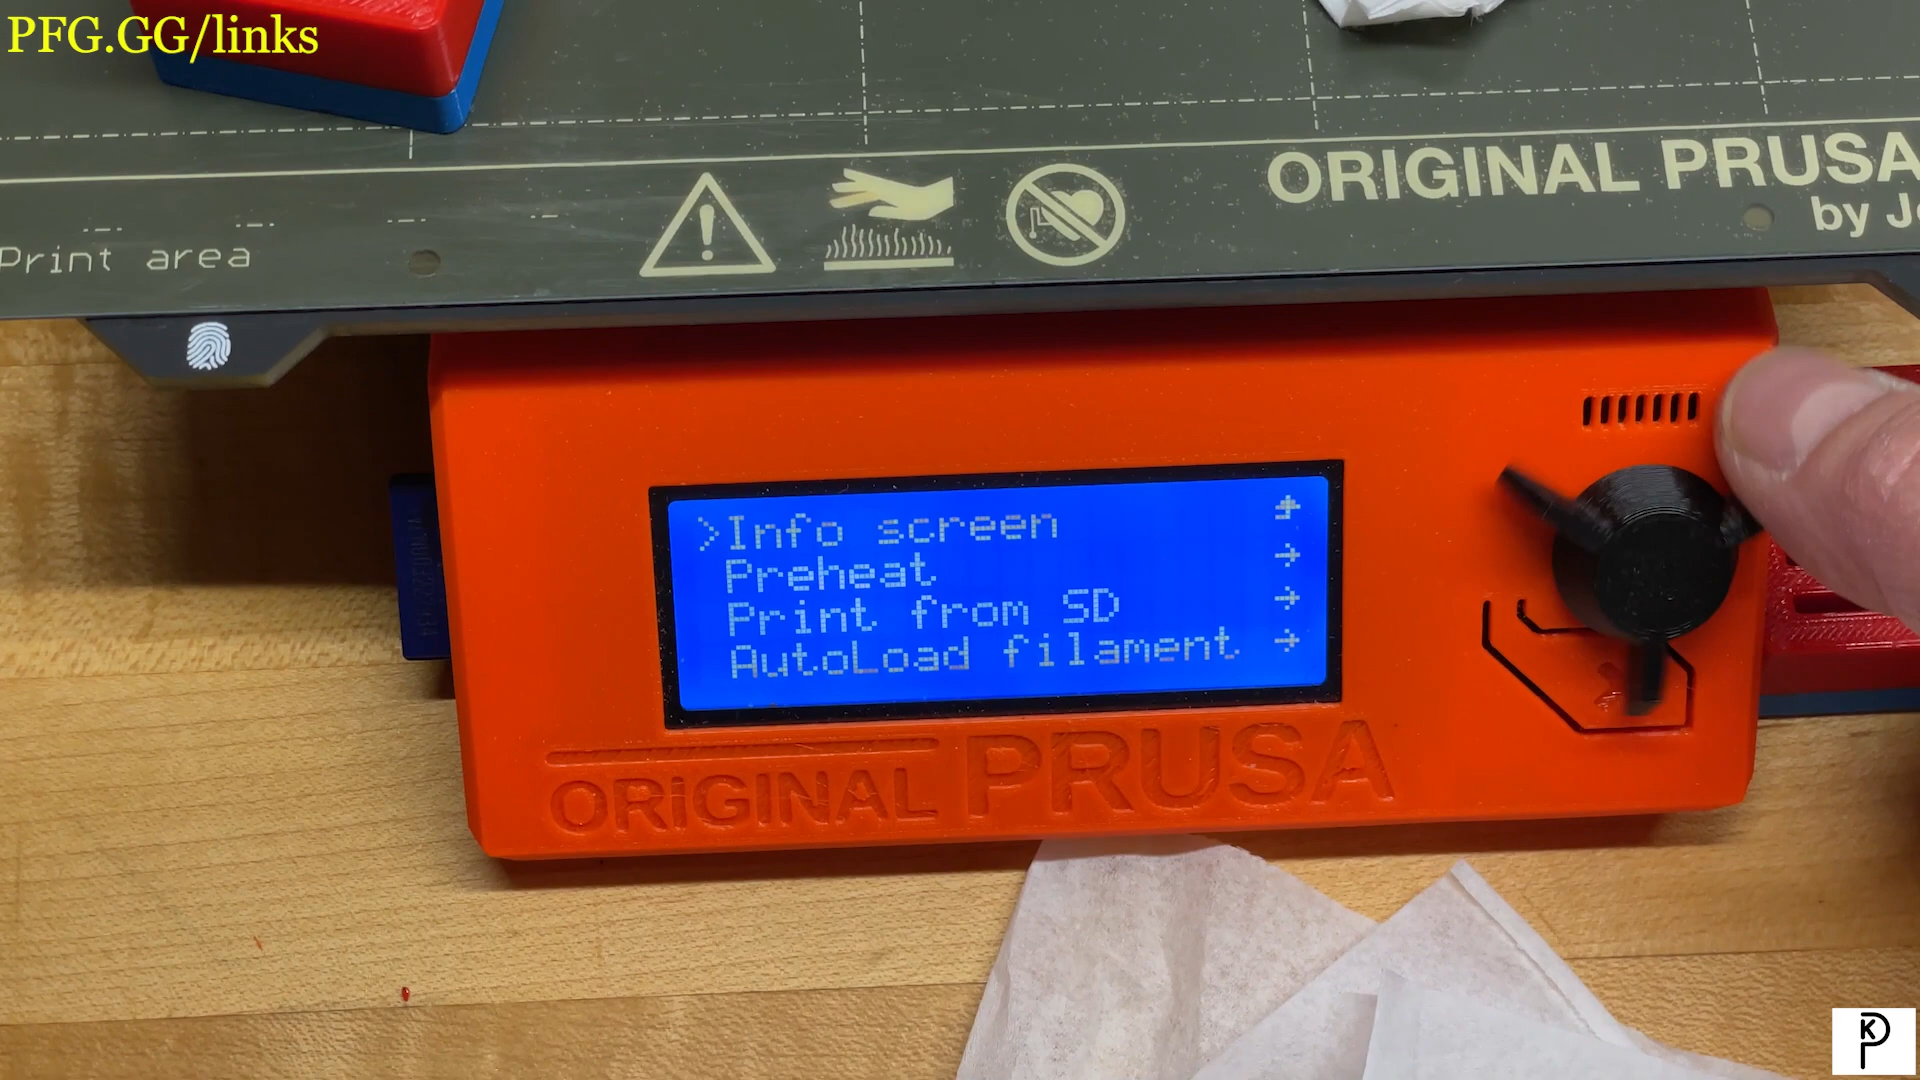 PFG.GG/links
ORIGINAL PRUSA
by J
Print area
>Info screen
Preheat
Print from SD
AutoLoad filament
ORIGINAL PRUSA